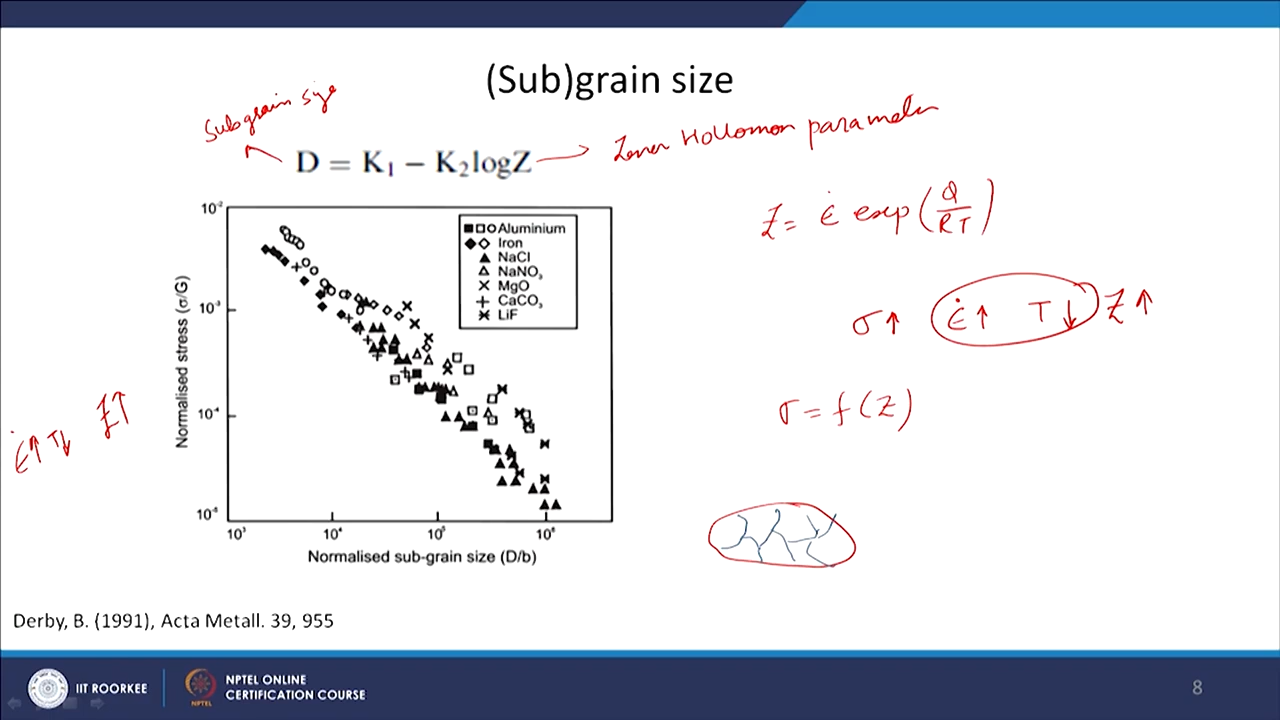 (Sub)grain size
Subgrain size
D = K₁ − K₂logZ
Zener Hollomon parameter
Z = ε̇ exp(Q/RT)
σ↑ ε̇↑ T↓ Z↑
σ = f(Z)
ε̇↑ T↓ Z↑
Normalised stress (σ/G)
10⁻²
10⁻³
10⁻⁴
10⁻⁵
Aluminium
Iron
NaCl
NaNO₃
MgO
CaCO₃
LiF
10³ 10⁴ 10⁵ 10⁶
Normalised sub-grain size (D/b)
Derby, B. (1991), Acta Metall. 39, 955
IIT ROORKEE
NPTEL ONLINE
CERTIFICATION COURSE
NPTEL
8